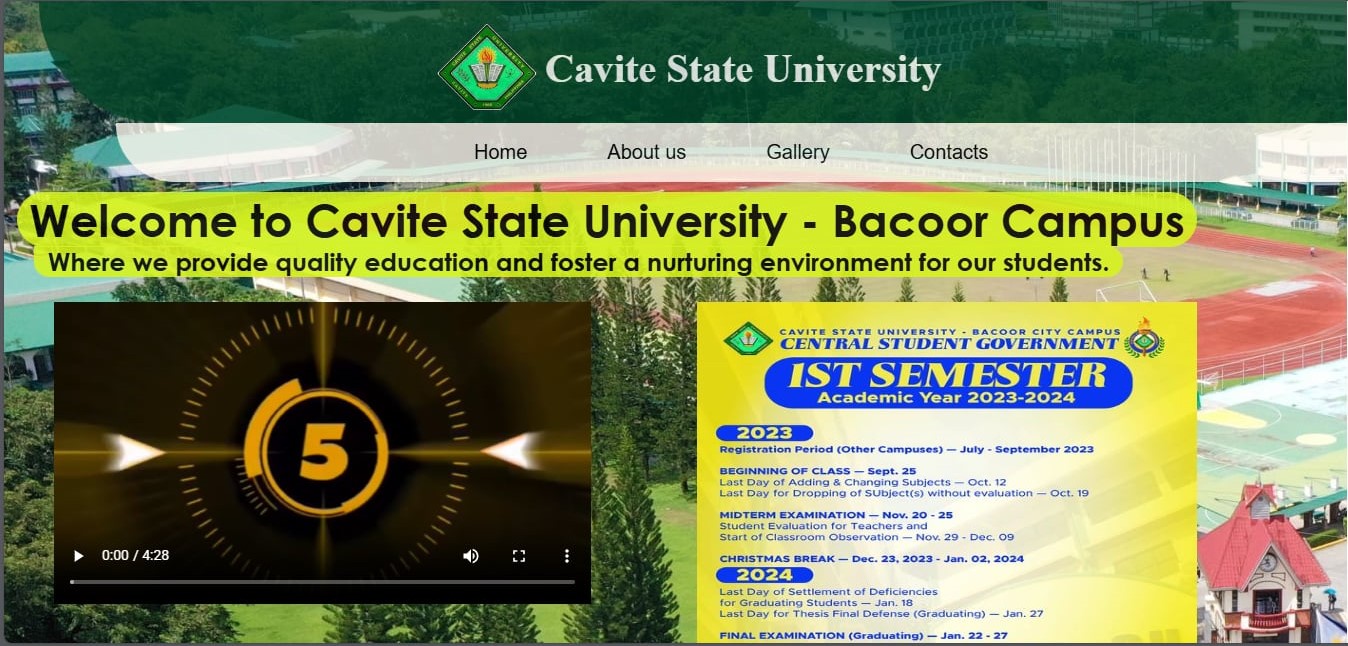 Cavite State University
Home About us Gallery Contacts
Welcome to Cavite State University - Bacoor Campus
Where we provide quality education and foster a nurturing environment for our students.
5
0:00 / 4:28
CAVITE STATE UNIVERSITY - BACOOR CITY CAMPUS
CENTRAL STUDENT GOVERNMENT
1ST SEMESTER
Academic Year 2023-2024
2023
Registration Period (Other Campuses) — July - September 2023
BEGINNING OF CLASS — Sept. 25
Last Day of Adding & Changing Subjects — Oct. 12
Last Day for Dropping of SUbject(s) without evaluation — Oct. 19
MIDTERM EXAMINATION — Nov. 20 - 25
Student Evaluation for Teachers and
Start of Classroom Observation — Nov. 29 - Dec. 09
CHRISTMAS BREAK — Dec. 23, 2023 - Jan. 02, 2024
2024
Last Day of Settlement of Deficiencies
for Graduating Students — Jan. 18
Last Day for Thesis Final Defense (Graduating) — Jan. 27
FINAL EXAMINATION (Graduating) — Jan. 22 - 27